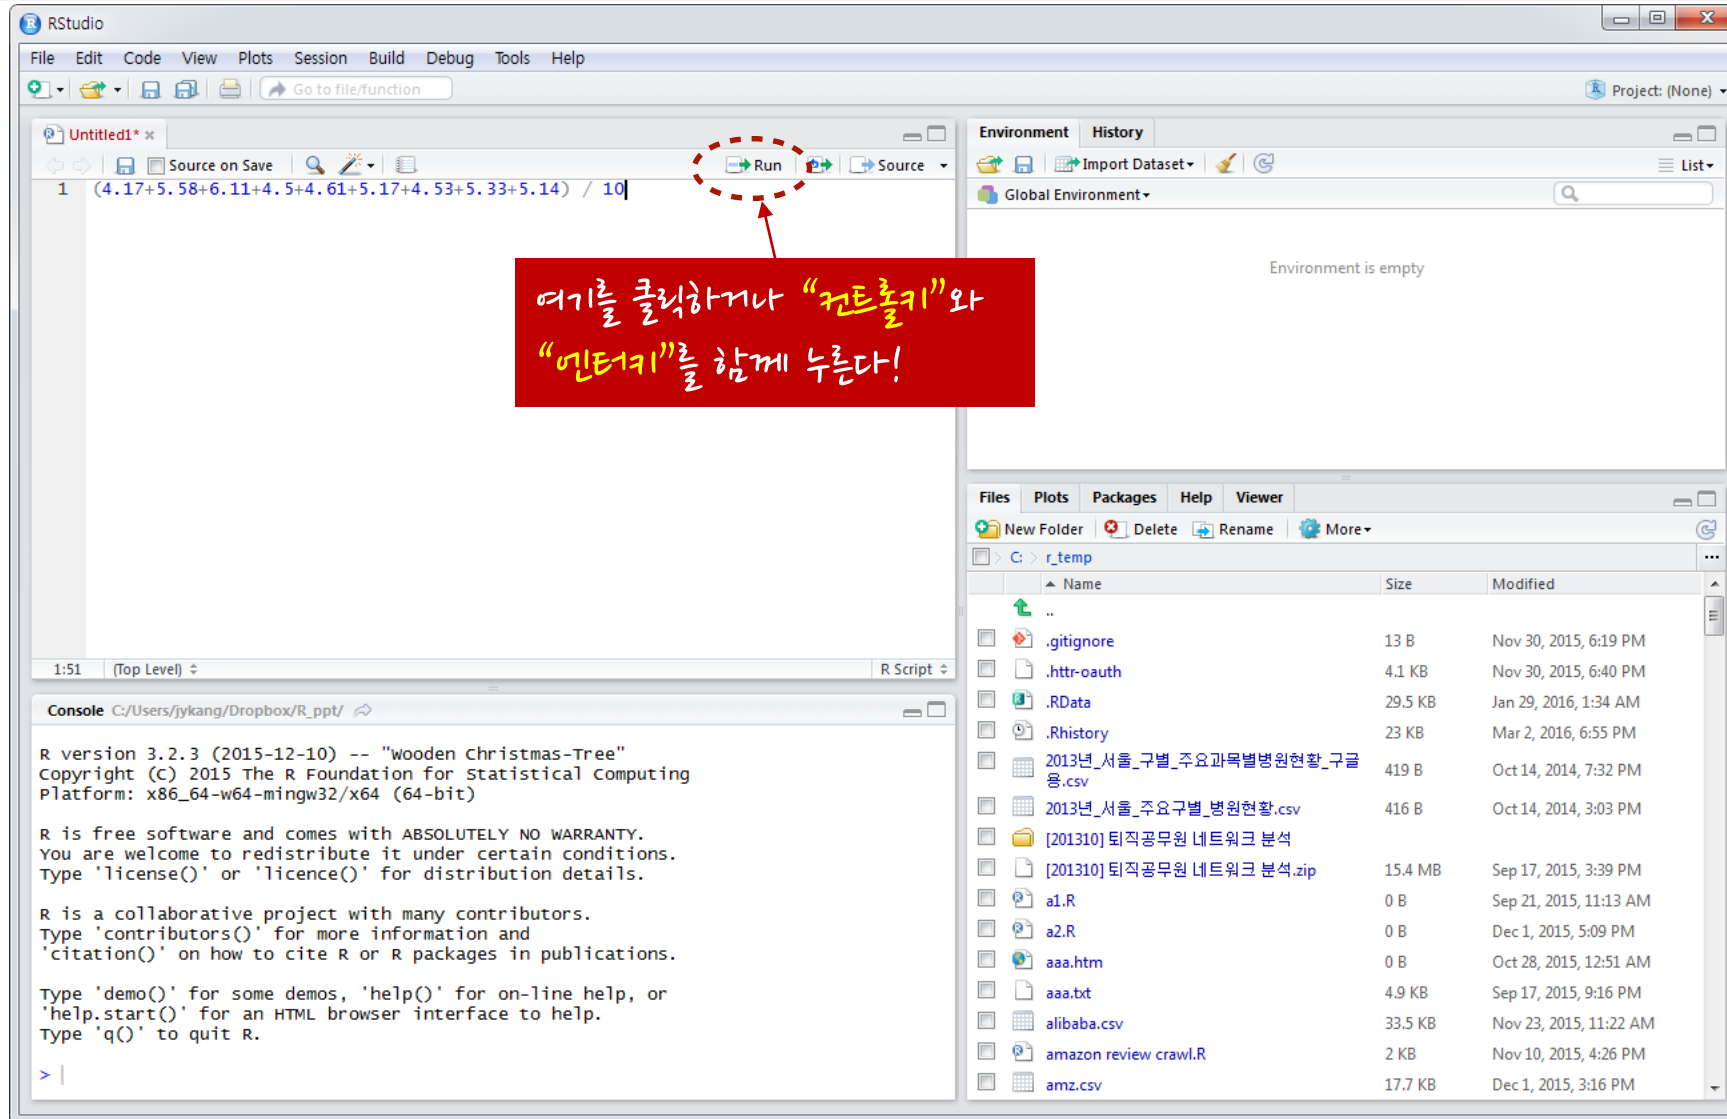 RStudio
File Edit Code View Plots Session Build Debug Tools Help
Go to file/function
Project: (None)
Untitled1*
Source on Save
Run
Source
1 (4.17+5.58+6.11+4.5+4.61+5.17+4.53+5.33+5.14) / 10
여기를 클릭하거나 “컨트롤키”와
“엔터키”를 함께 누른다!
1:51 (Top Level) R Script
Console C:/Users/jykang/Dropbox/R_ppt/
R version 3.2.3 (2015-12-10) -- "Wooden Christmas-Tree"
Copyright (C) 2015 The R Foundation for Statistical Computing
Platform: x86_64-w64-mingw32/x64 (64-bit)
R is free software and comes with ABSOLUTELY NO WARRANTY.
You are welcome to redistribute it under certain conditions.
Type 'license()' or 'licence()' for distribution details.
R is a collaborative project with many contributors.
Type 'contributors()' for more information and
'citation()' on how to cite R or R packages in publications.
Type 'demo()' for some demos, 'help()' for on-line help, or
'help.start()' for an HTML browser interface to help.
Type 'q()' to quit R.
>
Environment History
Import Dataset
List
Global Environment
Environment is empty
Files Plots Packages Help Viewer
New Folder Delete Rename More
C: r_temp
Name Size Modified
..
.gitignore 13 B Nov 30, 2015, 6:19 PM
.httr-oauth 4.1 KB Nov 30, 2015, 6:40 PM
.RData 29.5 KB Jan 29, 2016, 1:34 AM
.Rhistory 23 KB Mar 2, 2016, 6:55 PM
2013년_서울_구별_주요과목별병원현황_구글
용.csv 419 B Oct 14, 2014, 7:32 PM
2013년_서울_주요구별_병원현황.csv 416 B Oct 14, 2014, 3:03 PM
[201310] 퇴직공무원 네트워크 분석
[201310] 퇴직공무원 네트워크 분석.zip 15.4 MB Sep 17, 2015, 3:39 PM
a1.R 0 B Sep 21, 2015, 11:13 AM
a2.R 0 B Dec 1, 2015, 5:09 PM
aaa.htm 0 B Oct 28, 2015, 12:51 AM
aaa.txt 4.9 KB Sep 17, 2015, 9:16 PM
alibaba.csv 33.5 KB Nov 23, 2015, 11:22 AM
amazon review crawl.R 2 KB Nov 10, 2015, 4:26 PM
amz.csv 17.7 KB Dec 1, 2015, 3:16 PM